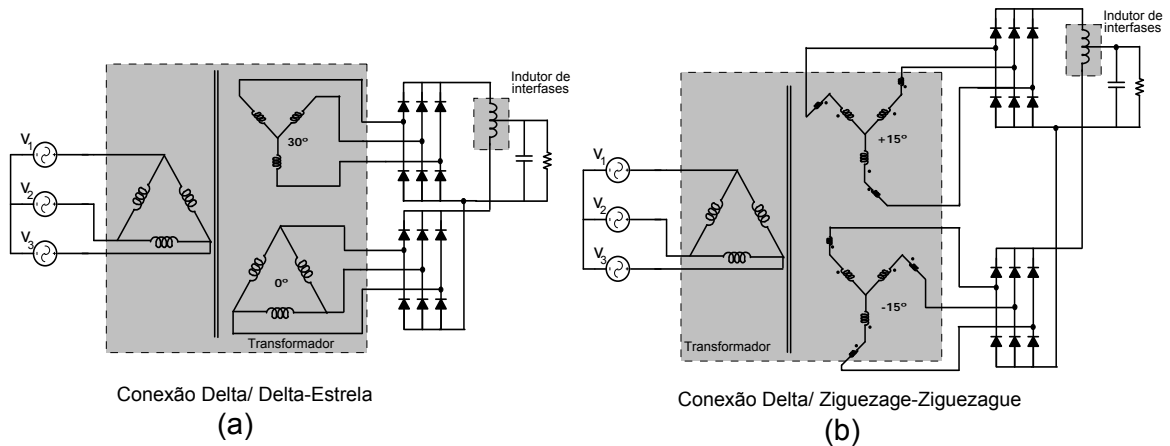 Indutor de
interfases
V1
V2
V3
30º
0º
Transformador
Conexão Delta/ Delta-Estrela
(a)
Indutor de
interfases
V1
V2
V3
+15º
-15º
Transformador
Conexão Delta/ Ziguezage-Ziguezague
(b)